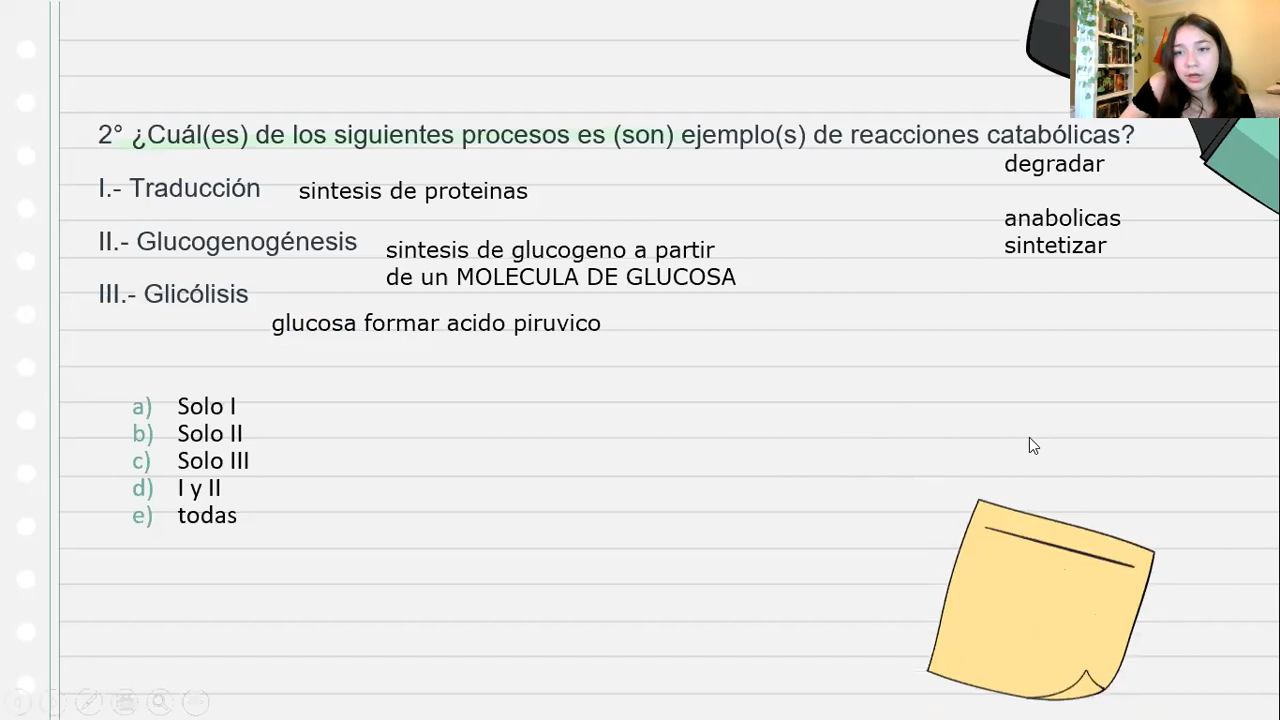 2° ¿Cuál(es) de los siguientes procesos es (son) ejemplo(s) de reacciones catabólicas?
degradar
I.- Traducción
sintesis de proteinas
anabolicas
sintetizar
II.- Glucogenogénesis
sintesis de glucogeno a partir
de un MOLECULA DE GLUCOSA
III.- Glicólisis
glucosa formar acido piruvico
a) Solo I
b) Solo II
c) Solo III
d) I y II
e) todas